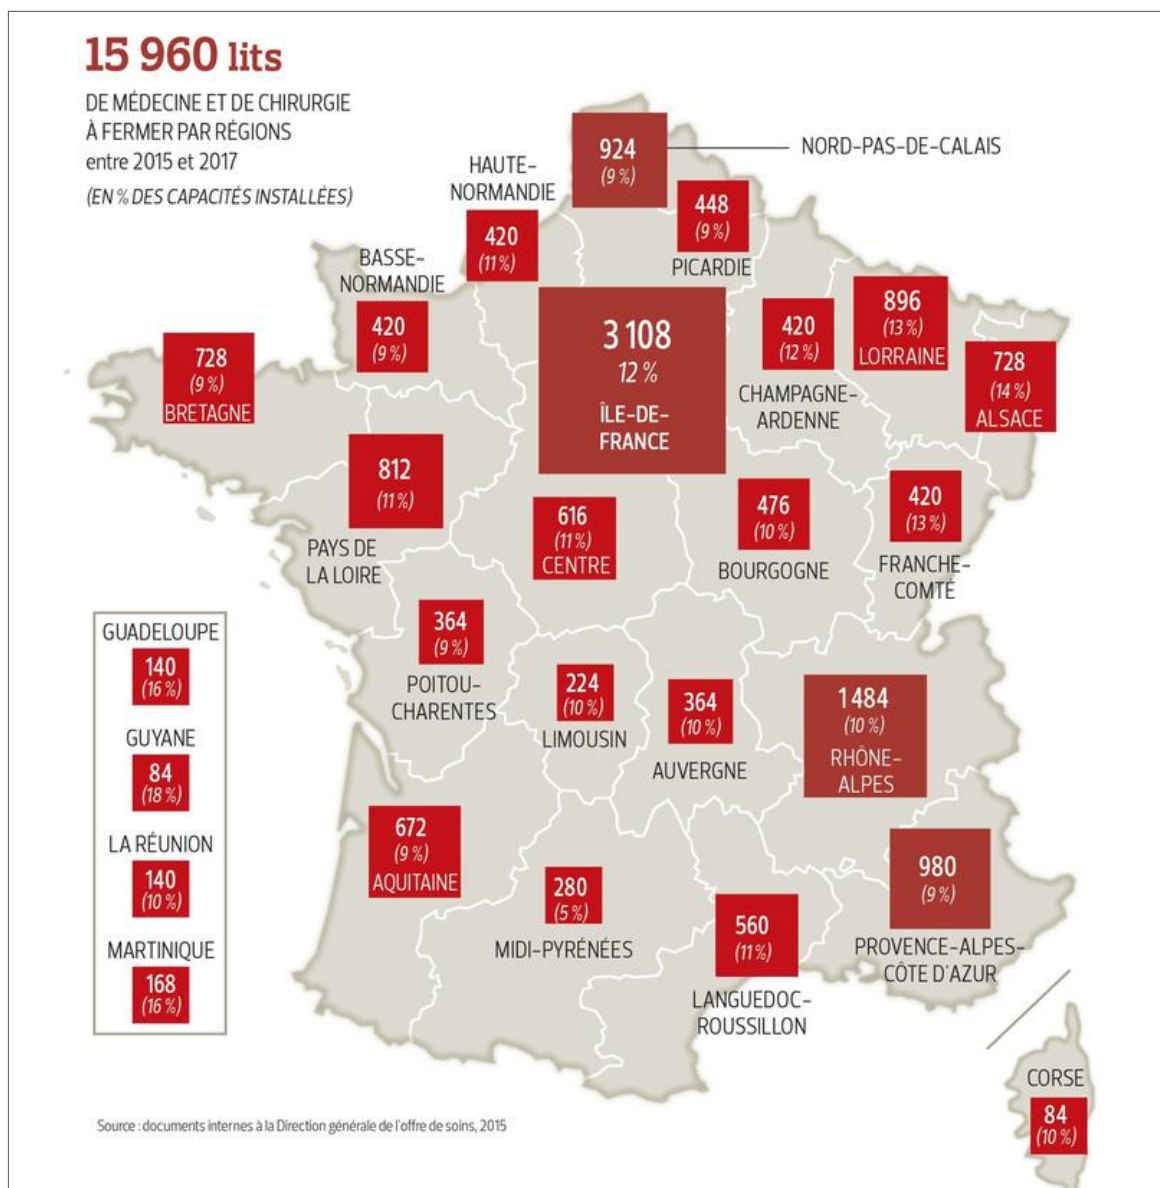 15 960 lits
DE MÉDECINE ET DE CHIRURGIE
À FERMER PAR RÉGIONS
entre 2015 et 2017
(EN % DES CAPACITÉS INSTALLÉES)
924
(9 %)
NORD-PAS-DE-CALAIS
HAUTE-
NORMANDIE
420
(11 %)
448
(9 %)
PICARDIE
BASSE-
NORMANDIE
420
(9 %)
728
(9 %)
BRETAGNE
3 108
12 %
ÎLE-DE-
FRANCE
420
(12 %)
CHAMPAGNE-
ARDENNE
896
(13 %)
LORRAINE
728
(14 %)
ALSACE
812
(11 %)
PAYS DE
LA LOIRE
616
(11 %)
CENTRE
476
(10 %)
BOURGOGNE
420
(13 %)
FRANCHE-
COMTÉ
364
(9 %)
POITOU-
CHARENTES
224
(10 %)
LIMOUSIN
364
(10 %)
AUVERGNE
1 484
(10 %)
RHÔNE-
ALPES
672
(9 %)
AQUITAINE
280
(5 %)
MIDI-PYRÉNÉES
560
(11 %)
LANGUEDOC-
ROUSSILLON
980
(9 %)
PROVENCE-ALPES-
CÔTE D'AZUR
CORSE
84
(10 %)
GUADELOUPE
140
(16 %)
GUYANE
84
(18 %)
LA RÉUNION
140
(10 %)
MARTINIQUE
168
(16 %)
Source : documents internes à la Direction générale de l'offre de soins, 2015